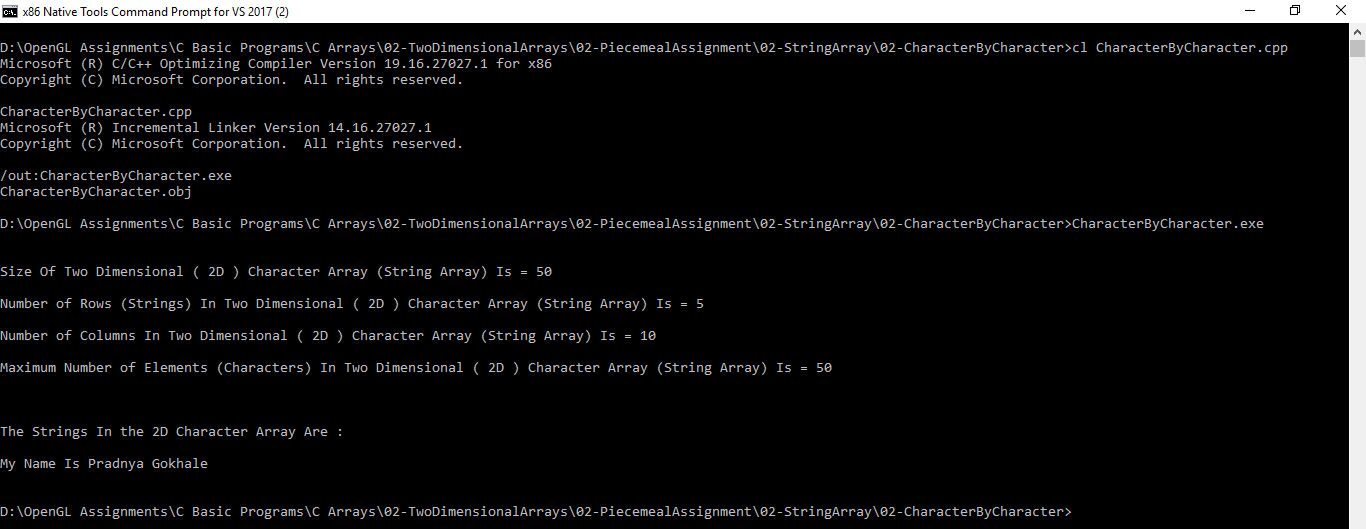 x86 Native Tools Command Prompt for VS 2017 (2)
D:\OpenGL Assignments\C Basic Programs\C Arrays\02-TwoDimensionalArrays\02-PiecemealAssignment\02-StringArray\02-CharacterByCharacter>cl CharacterByCharacter.cpp
Microsoft (R) C/C++ Optimizing Compiler Version 19.16.27027.1 for x86
Copyright (C) Microsoft Corporation.  All rights reserved.
CharacterByCharacter.cpp
Microsoft (R) Incremental Linker Version 14.16.27027.1
Copyright (C) Microsoft Corporation.  All rights reserved.
/out:CharacterByCharacter.exe
CharacterByCharacter.obj
D:\OpenGL Assignments\C Basic Programs\C Arrays\02-TwoDimensionalArrays\02-PiecemealAssignment\02-StringArray\02-CharacterByCharacter>CharacterByCharacter.exe
Size Of Two Dimensional ( 2D ) Character Array (String Array) Is = 50
Number of Rows (Strings) In Two Dimensional ( 2D ) Character Array (String Array) Is = 5
Number of Columns In Two Dimensional ( 2D ) Character Array (String Array) Is = 10
Maximum Number of Elements (Characters) In Two Dimensional ( 2D ) Character Array (String Array) Is = 50
The Strings In the 2D Character Array Are :
My Name Is Pradnya Gokhale
D:\OpenGL Assignments\C Basic Programs\C Arrays\02-TwoDimensionalArrays\02-PiecemealAssignment\02-StringArray\02-CharacterByCharacter>